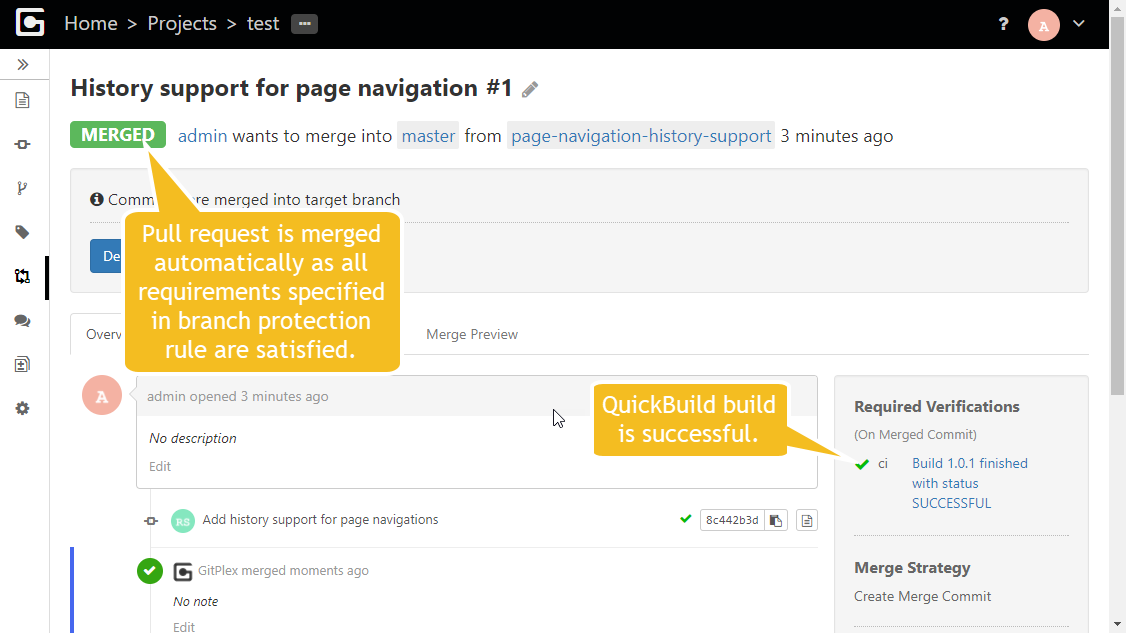 Home > Projects > test ···
? A
History support for page navigation #1
MERGED admin wants to merge into master from page-navigation-history-support 3 minutes ago
Comm re merged into target branch
Pull request is merged
automatically as all
requirements specified
in branch protection
rule are satisfied.
De
Overv
Merge Preview
A
admin opened 3 minutes ago
No description
Edit
QuickBuild build
is successful.
Required Verifications
(On Merged Commit)
ci Build 1.0.1 finished
with status
SUCCESSFUL
RS Add history support for page navigations 8c442b3d
GitPlex merged moments ago
No note
Edit
Merge Strategy
Create Merge Commit